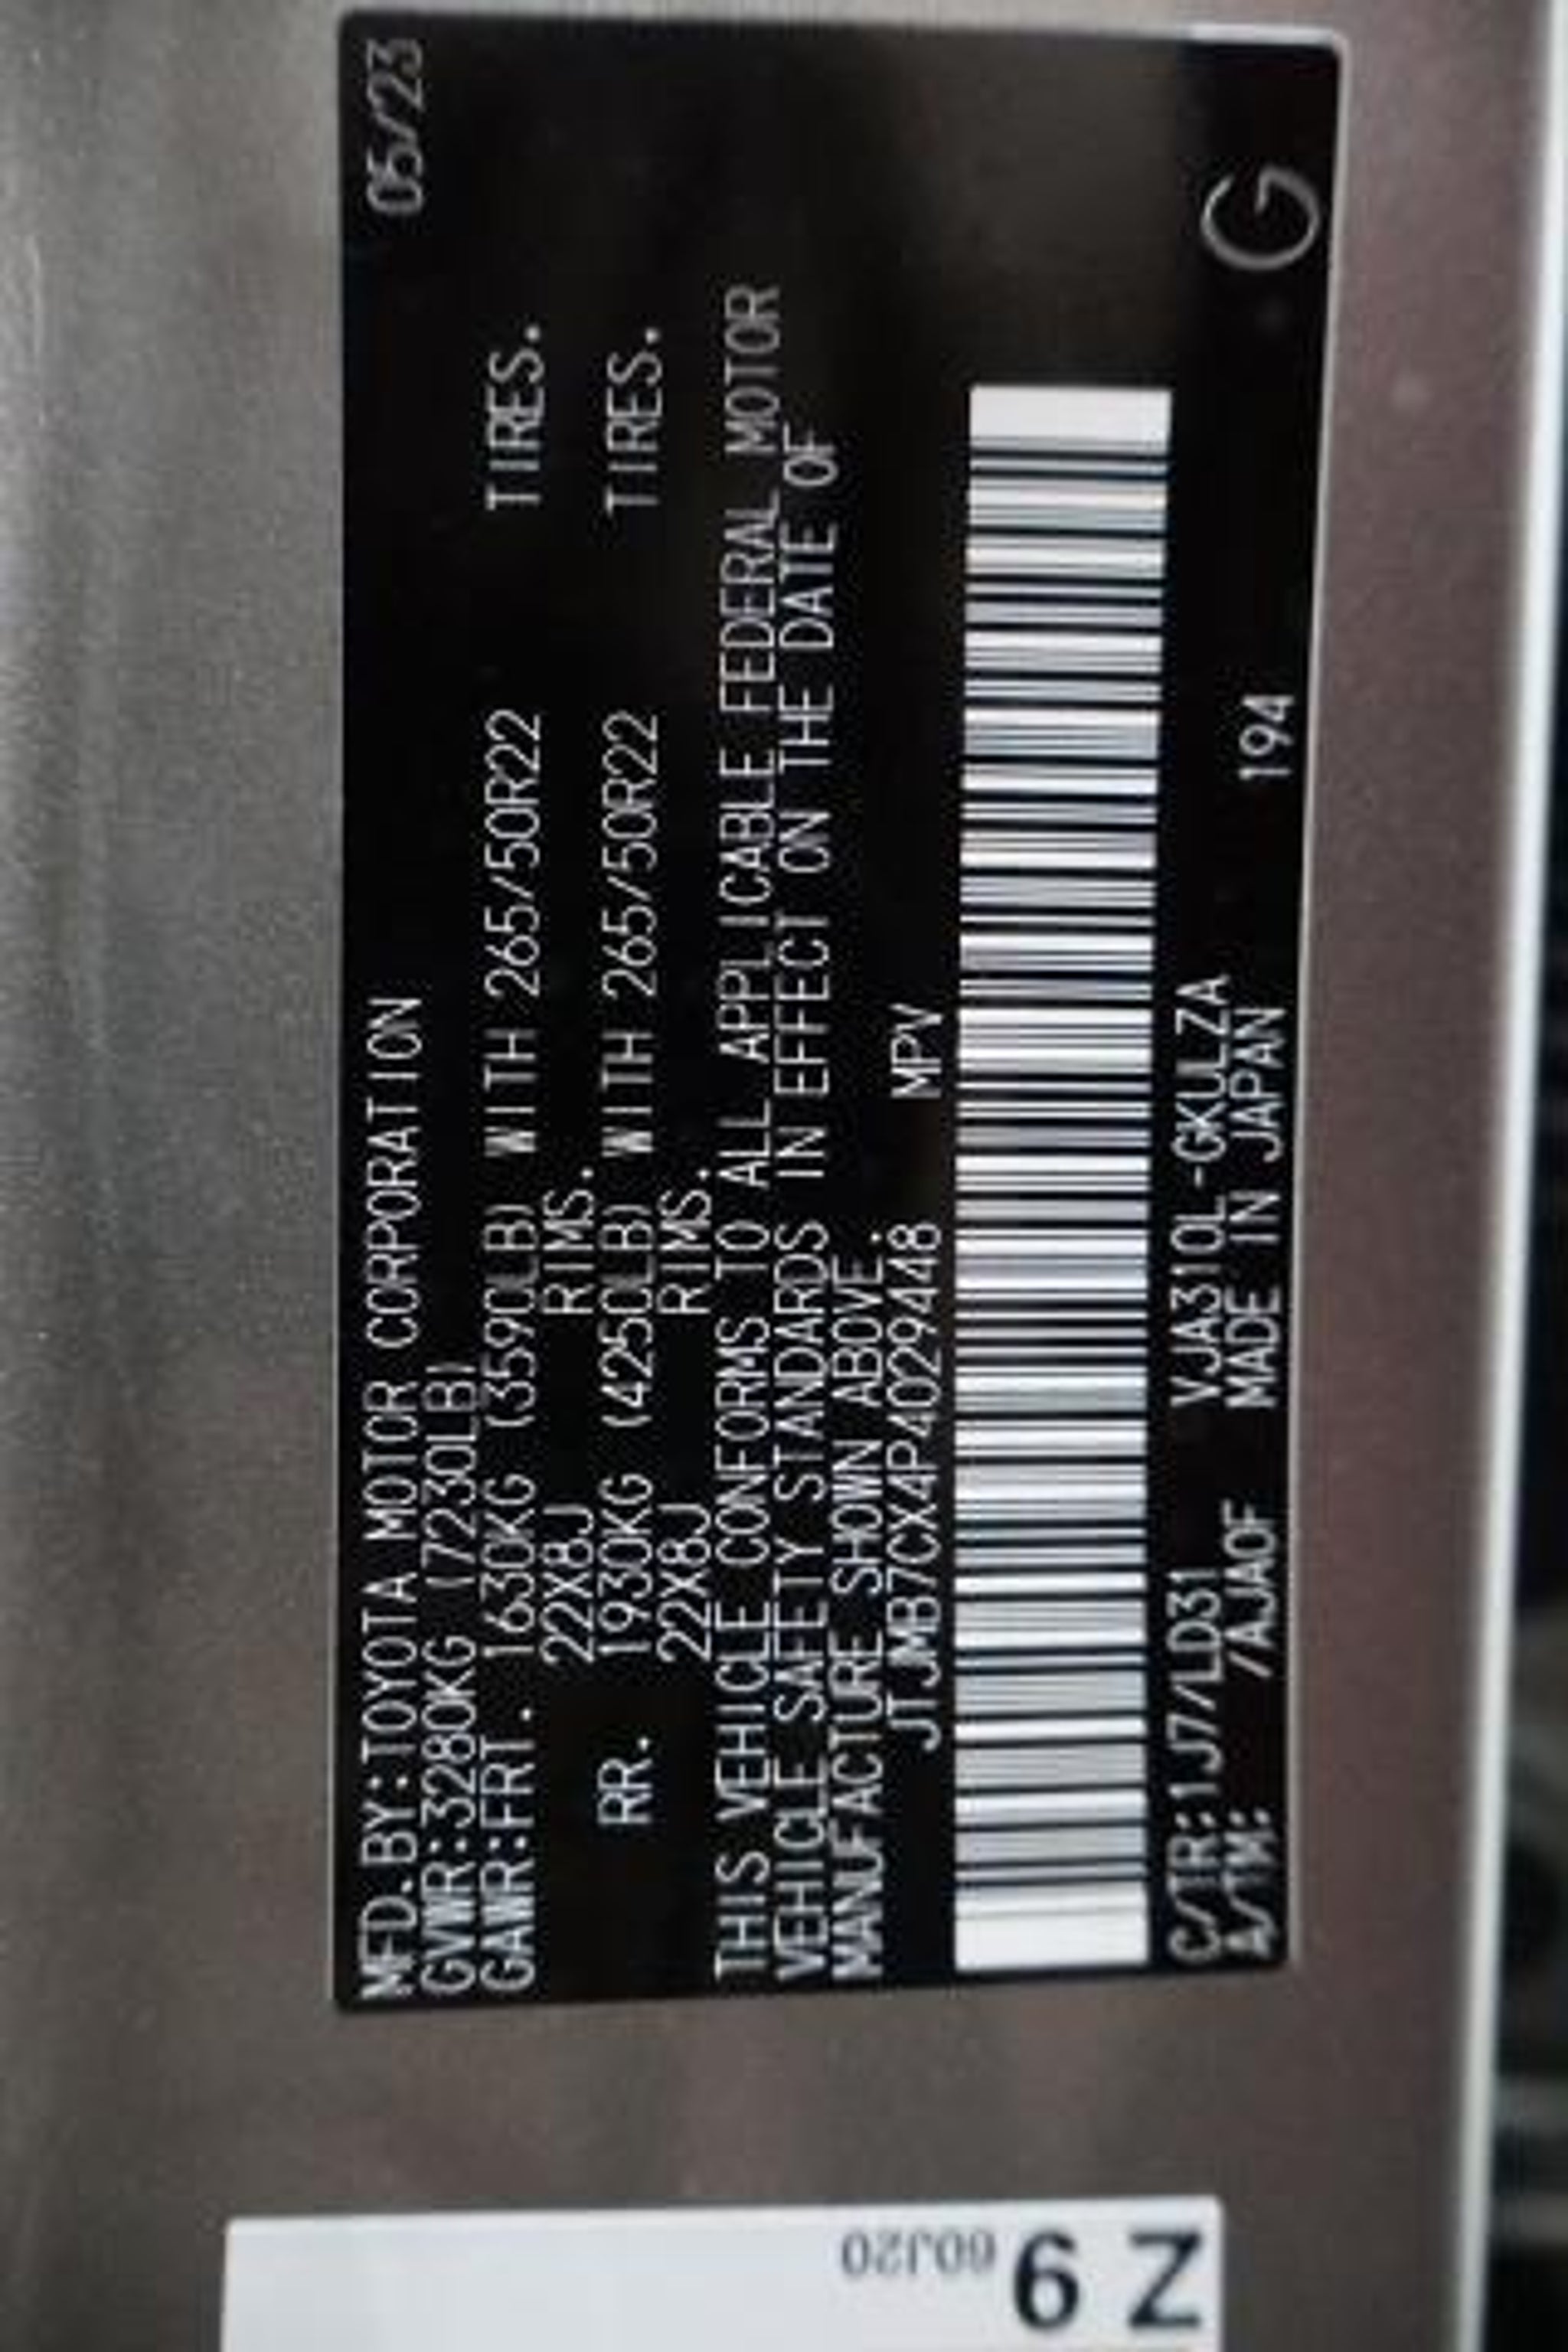 MFD.BY:TOYOTA MOTOR CORPORATION 05/23
GVWR:3280KG (7230LB)
GAWR:FRT. 1630KG (3590LB) WITH 265/50R22 TIRES.
22X8J RIMS.
RR. 1930KG (4250LB) WITH 265/50R22 TIRES.
22X8J RIMS.
THIS VEHICLE CONFORMS TO ALL APPLICABLE FEDERAL MOTOR
VEHICLE SAFETY STANDARDS IN EFFECT ON THE DATE OF
MANUFACTURE SHOWN ABOVE.
JTJMB7CX4P4029448 MPV
C/TR:1J7/LD31 VJA310L-GKULZA
A/TM: /AJA0F MADE IN JAPAN 194
G
Z 9 60J20